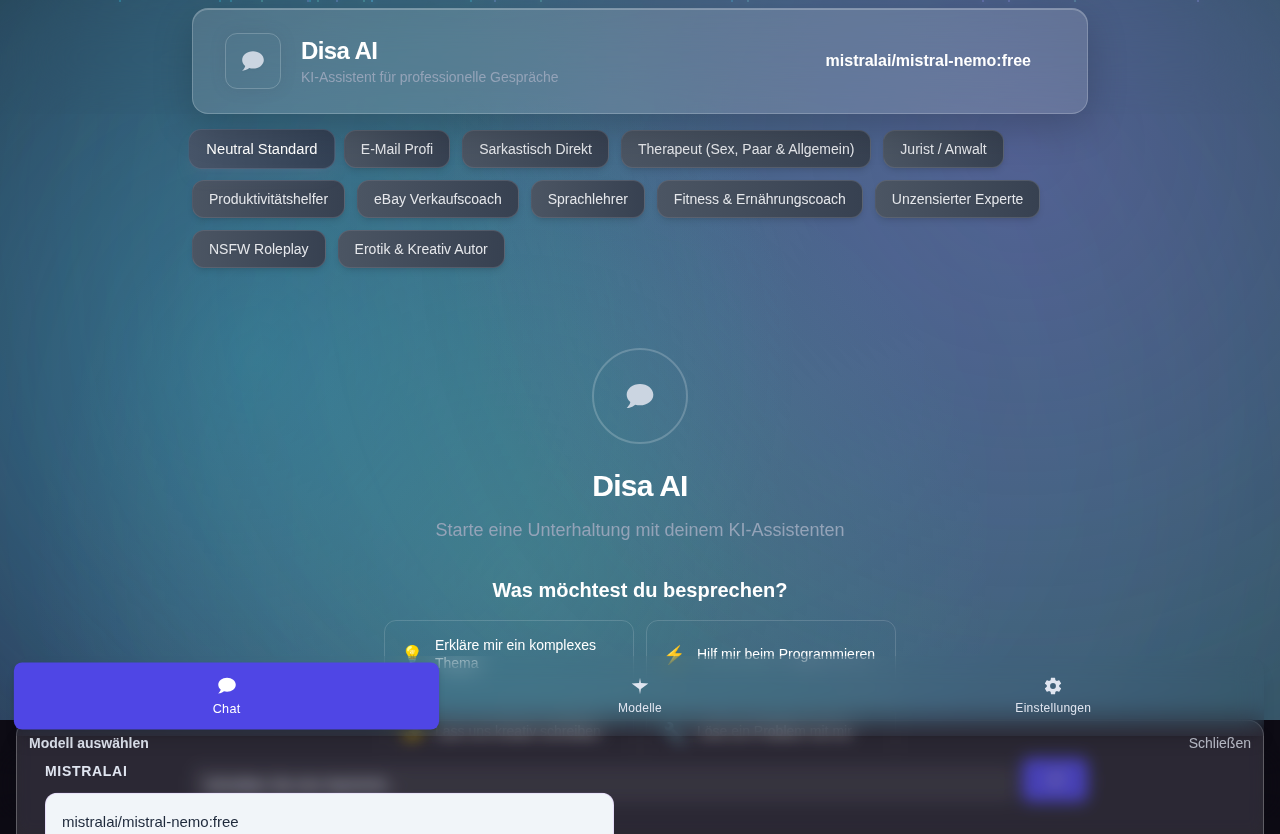 Disa AI
KI-Assistent für professionelle Gespräche
mistralai/mistral-nemo:free
Neutral Standard
E-Mail Profi
Sarkastisch Direkt
Therapeut (Sex, Paar & Allgemein)
Jurist / Anwalt
Produktivitätshelfer
eBay Verkaufscoach
Sprachlehrer
Fitness & Ernährungscoach
Unzensierter Experte
NSFW Roleplay
Erotik & Kreativ Autor
Disa AI
Starte eine Unterhaltung mit deinem KI-Assistenten
Was möchtest du besprechen?
Erkläre mir ein komplexes
Thema
Hilf mir beim Programmieren
Chat
Modelle
Einstellungen
Modell auswählen
Schließen
MISTRALAI
mistralai/mistral-nemo:free